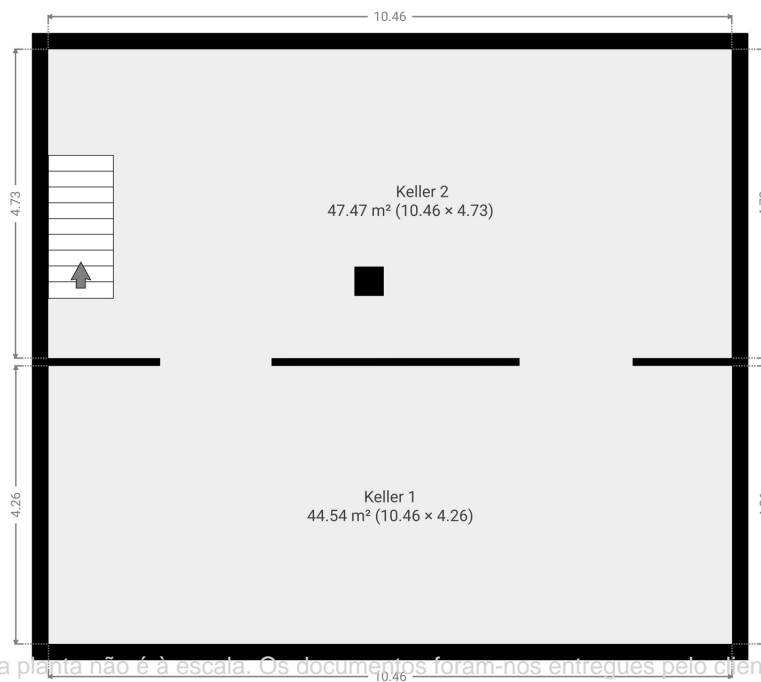 10.46
4.73
Keller 2
47.47 m² (10.46 × 4.73)
Keller 1
44.54 m² (10.46 × 4.26)
4.26
a planta não é à escala. Os documentos foram-nos entregues pelo clien
10.46